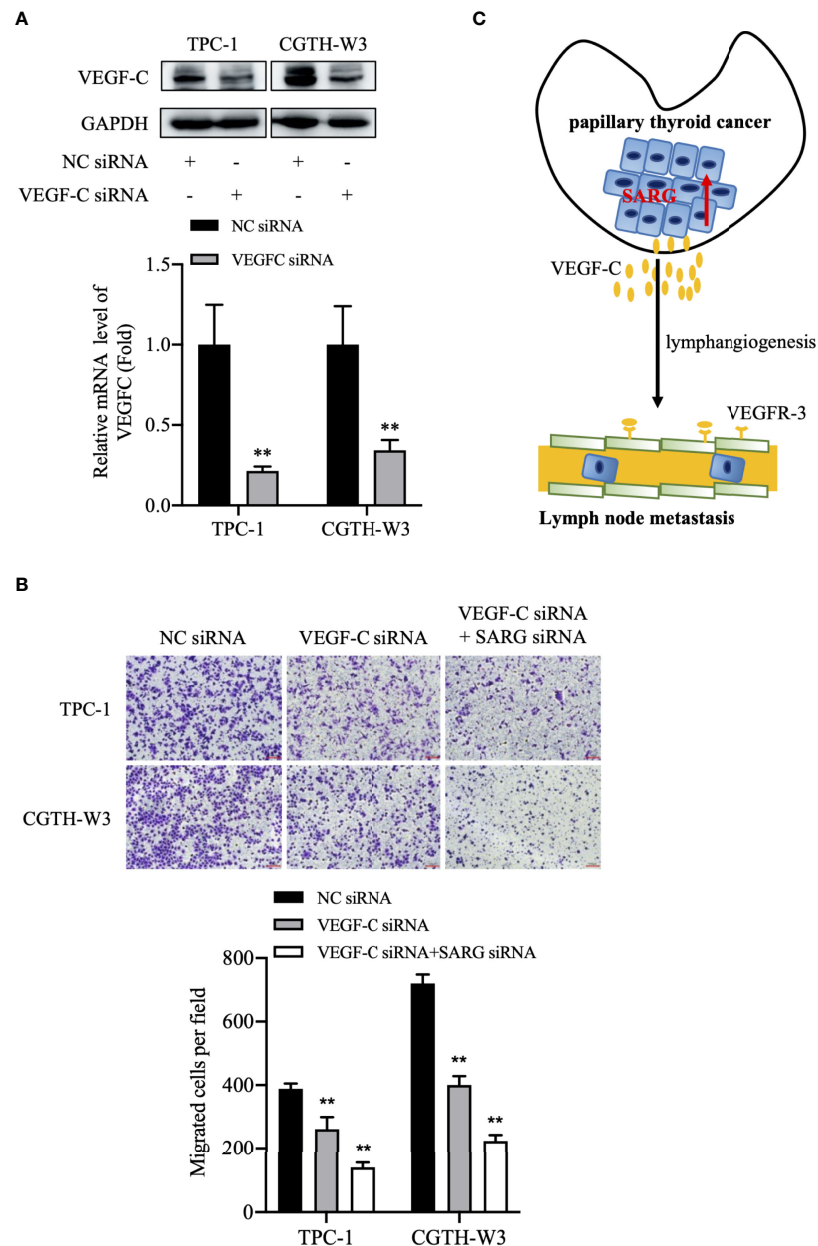 A
TPC-1 CGTH-W3
VEGF-C
GAPDH
NC siRNA + - + -
VEGF-C siRNA - + - +
NC siRNA
VEGFC siRNA
Relative mRNA level of
VEGFC (Fold)
1.5
1.0
0.5
0.0
** **
TPC-1 CGTH-W3
C
papillary thyroid cancer
SARG
VEGF-C
lymphangiogenesis
VEGFR-3
Lymph node metastasis
B
NC siRNA VEGF-C siRNA VEGF-C siRNA
+ SARG siRNA
TPC-1
CGTH-W3
NC siRNA
VEGF-C siRNA
VEGF-C siRNA+SARG siRNA
Migrated cells per field
800
600
400
200
0
** ** ** **
TPC-1 CGTH-W3